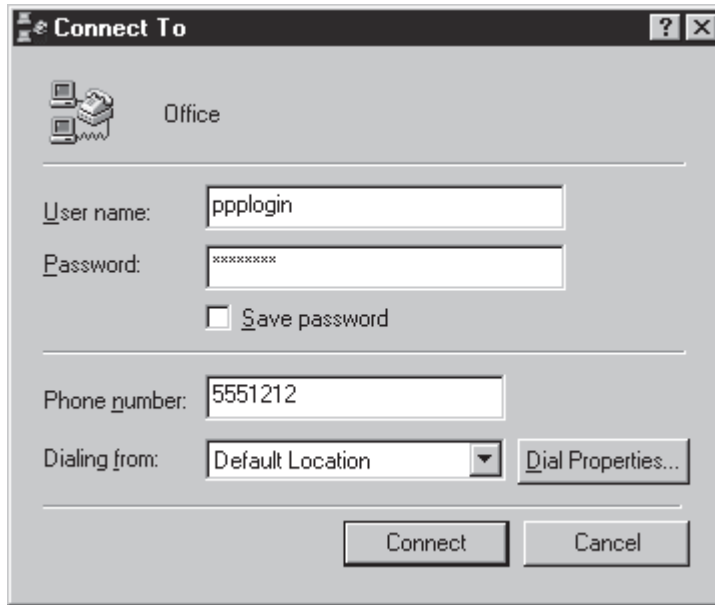 Connect To
Office
User name: ppplogin
Password: ********
Save password
Phone number: 5551212
Dialing from: Default Location Dial Properties...
Connect Cancel